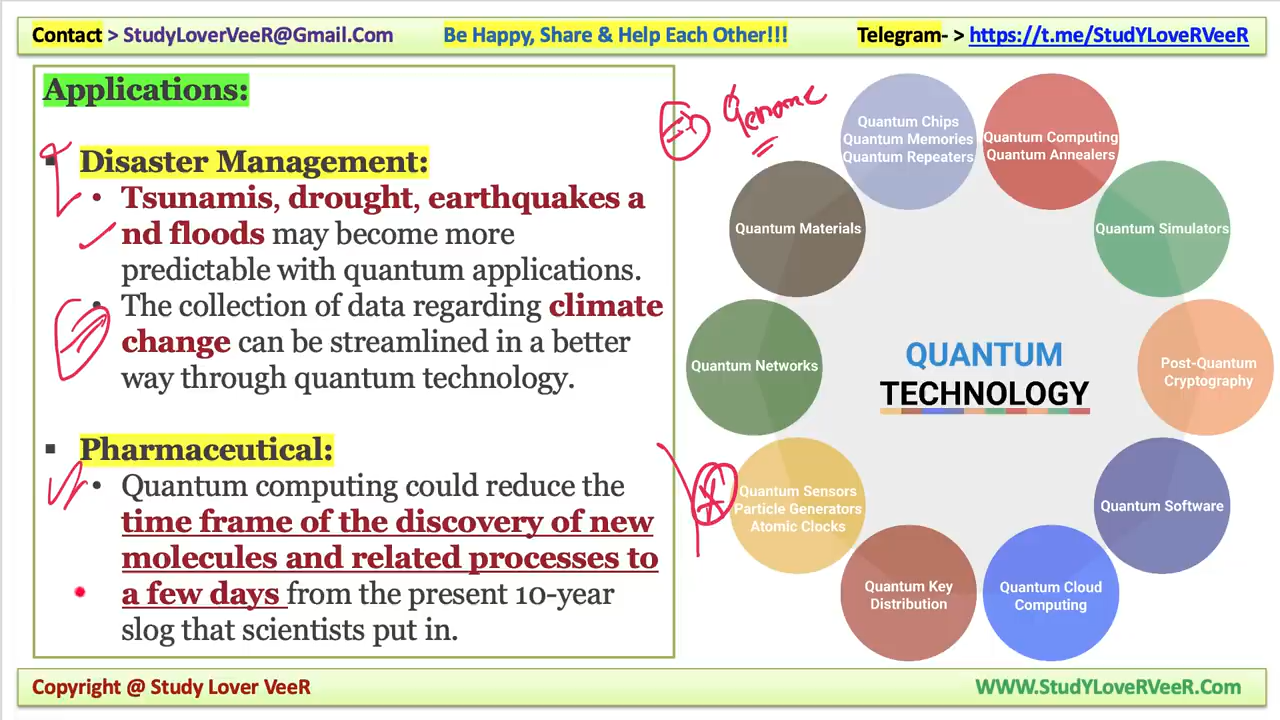 Contact > StudyLoverVeeR@Gmail.Com
Be Happy, Share & Help Each Other!!!
Telegram- > https://t.me/StudYLoveRVeeR
Applications:
▪ Disaster Management:
• Tsunamis, drought, earthquakes a
nd floods may become more
predictable with quantum applications.
• The collection of data regarding climate
change can be streamlined in a better
way through quantum technology.
▪ Pharmaceutical:
• Quantum computing could reduce the
time frame of the discovery of new
molecules and related processes to
a few days from the present 10-year
slog that scientists put in.
Genome
Quantum Chips
Quantum Memories
Quantum Repeaters
Quantum Computing
Quantum Annealers
Quantum Materials
Quantum Simulators
Quantum Networks
QUANTUM
TECHNOLOGY
Post-Quantum
Cryptography
Quantum Sensors
Particle Generators
Atomic Clocks
Quantum Software
Quantum Key
Distribution
Quantum Cloud
Computing
Copyright @ Study Lover VeeR
WWW.StudYLoveRVeeR.Com